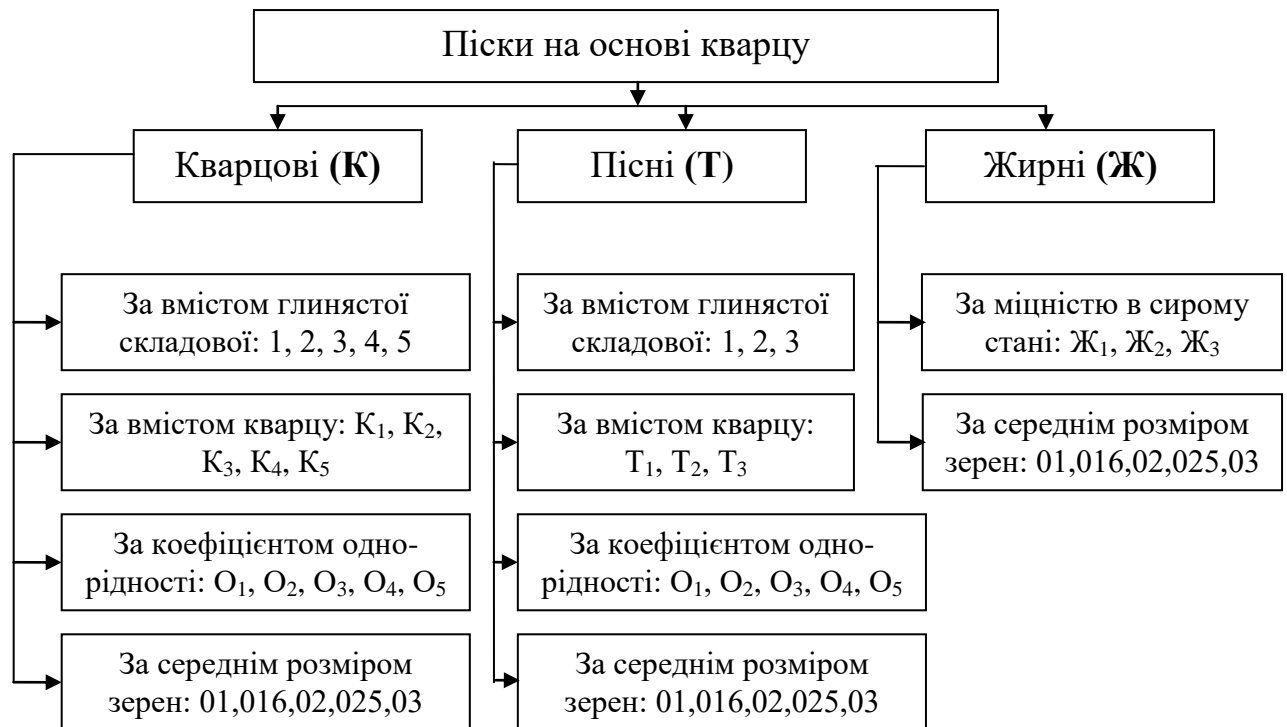 Піски на основі кварцу
Кварцові (К)
Пісні (Т)
Жирні (Ж)
За вмістом глинястої
складової: 1, 2, 3, 4, 5
За вмістом глинястої
складової: 1, 2, 3
За міцністю в сирому
стані: Ж₁, Ж₂, Ж₃
За вмістом кварцу: К₁, К₂,
К₃, К₄, К₅
За вмістом кварцу:
Т₁, Т₂, Т₃
За середнім розміром
зерен: 01,016,02,025,03
За коефіцієнтом одно-
рідності: О₁, О₂, О₃, О₄, О₅
За коефіцієнтом одно-
рідності: О₁, О₂, О₃, О₄, О₅
За середнім розміром
зерен: 01,016,02,025,03
За середнім розміром
зерен: 01,016,02,025,03